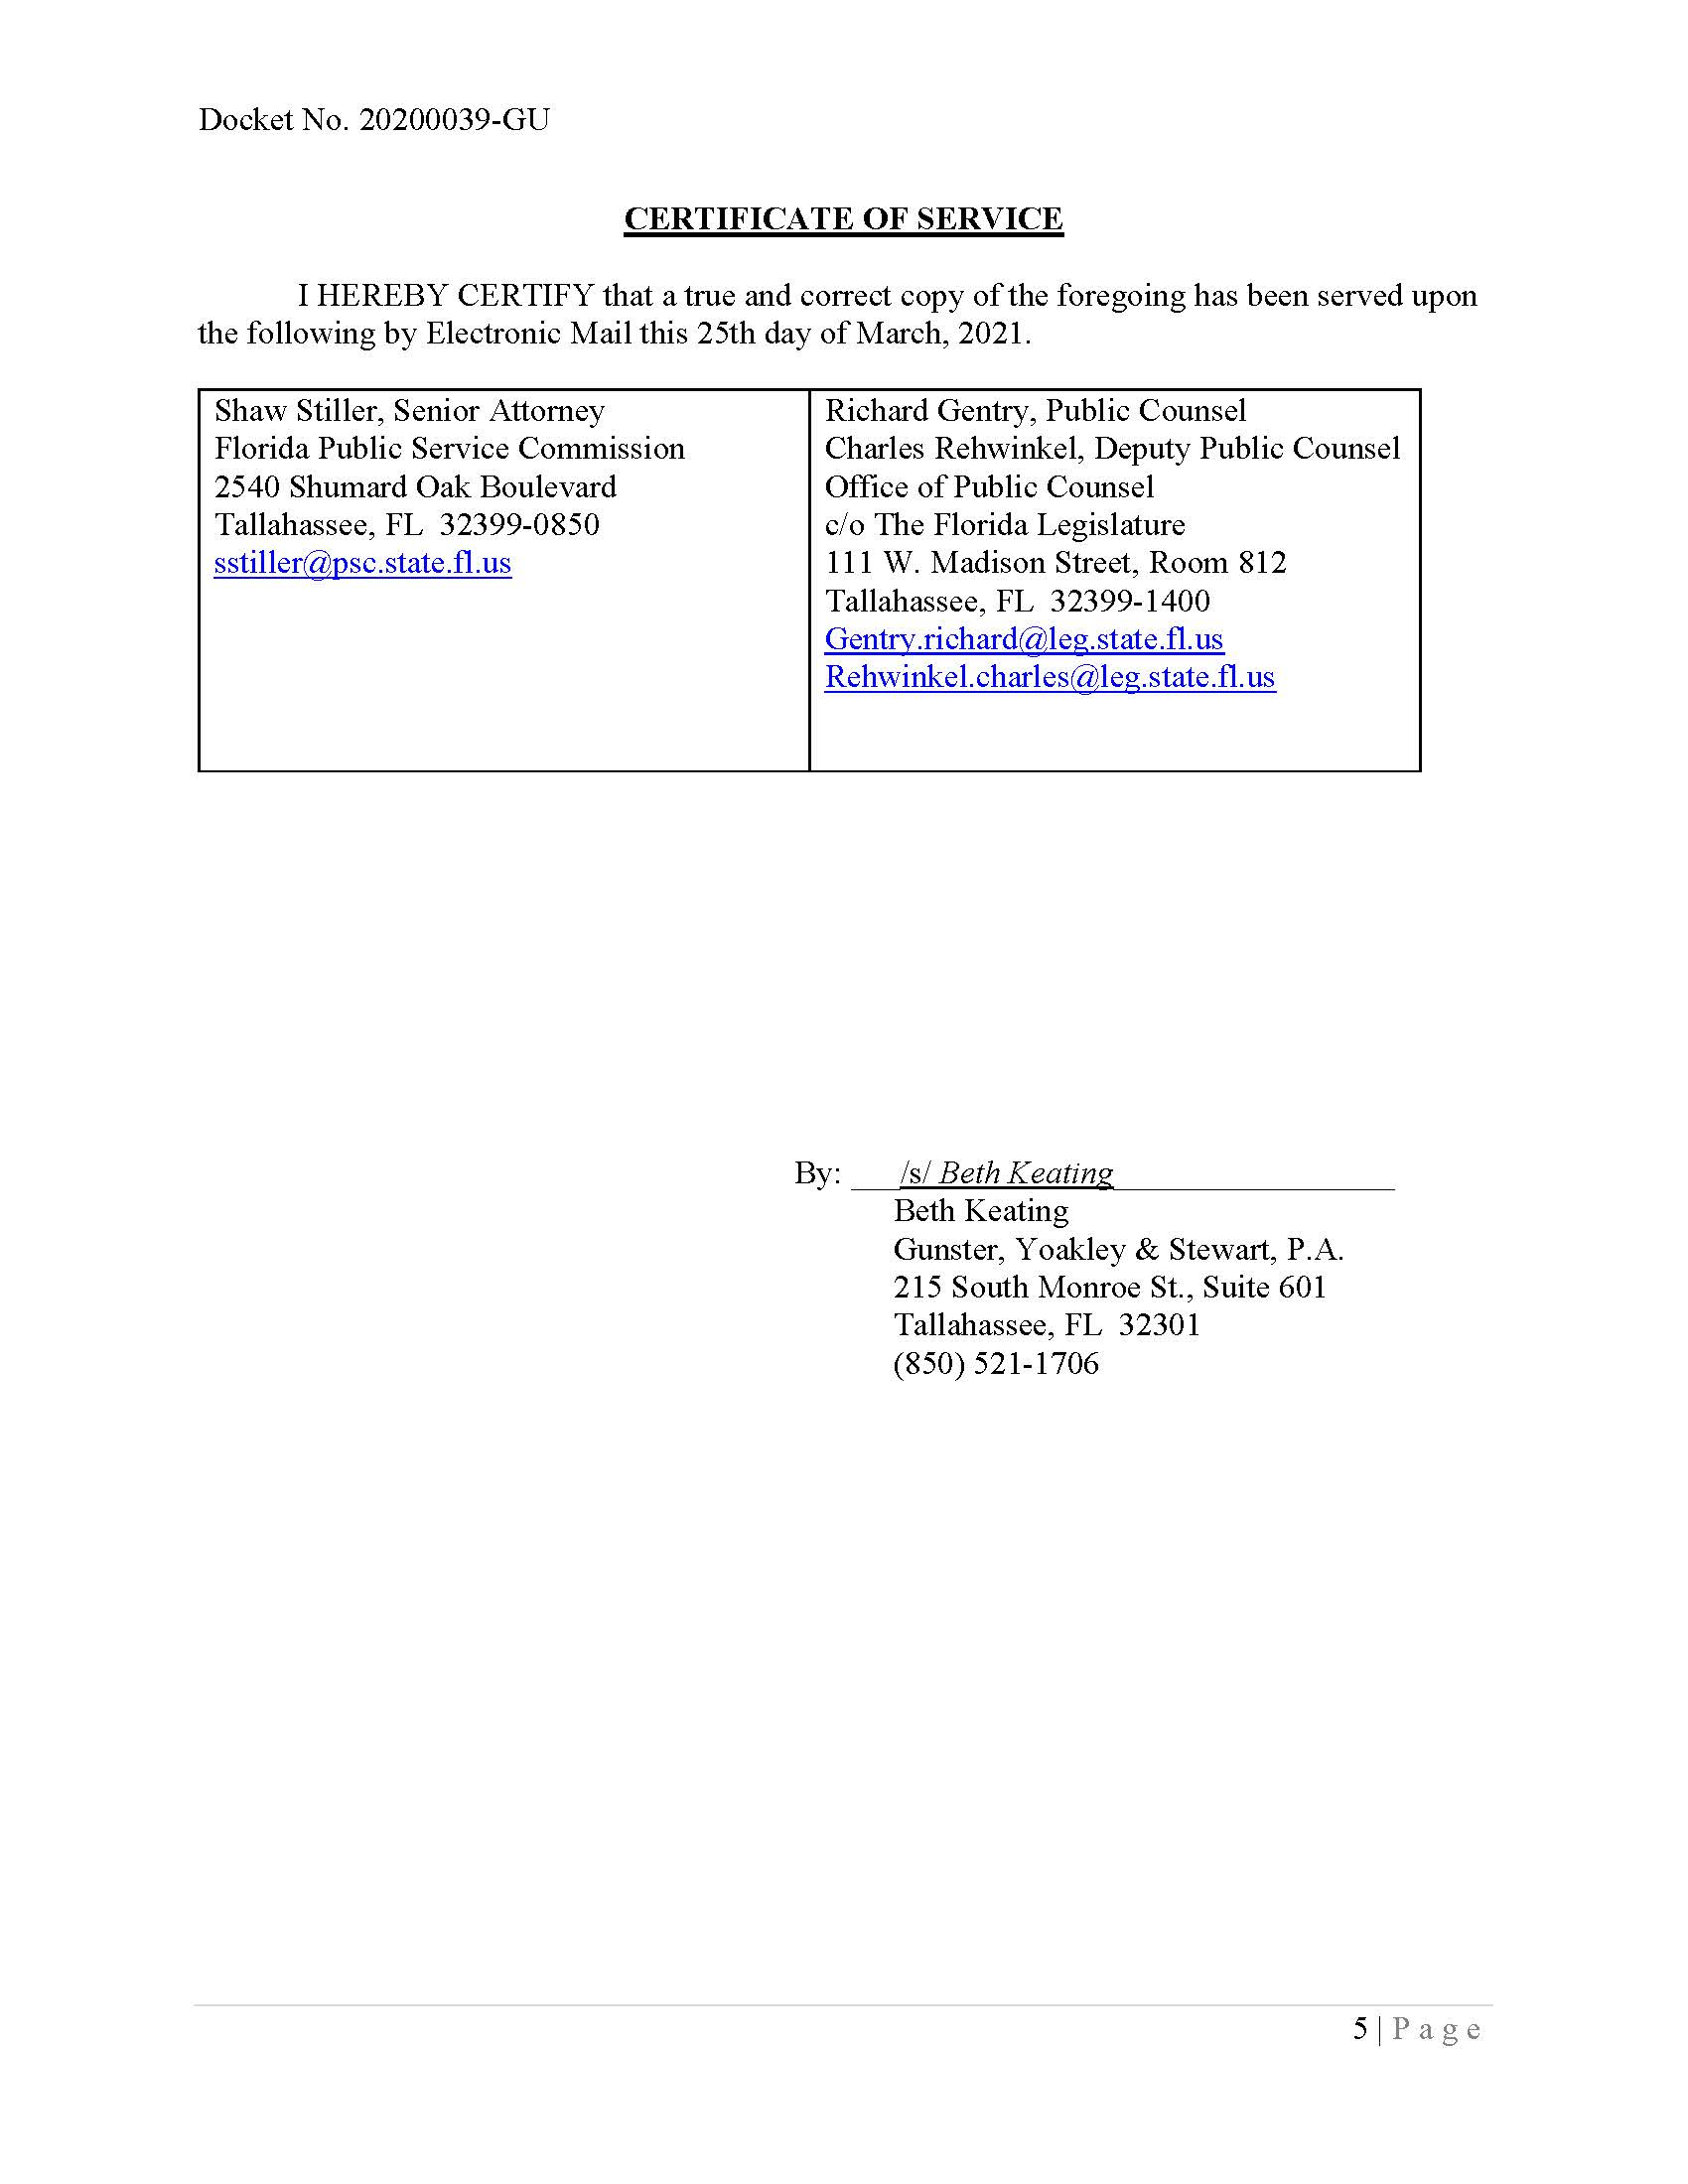 Docket No. 20200039-GU
CERTIFICATE OF SERVICE
I HEREBY CERTIFY that a true and correct copy of the foregoing has been served upon
the following by Electronic Mail this 25th day of March, 2021.
Shaw Stiller, Senior Attorney
Florida Public Service Commission
2540 Shumard Oak Boulevard
Tallahassee, FL  32399-0850
sstiller@psc.state.fl.us
Richard Gentry, Public Counsel
Charles Rehwinkel, Deputy Public Counsel
Office of Public Counsel
c/o The Florida Legislature
111 W. Madison Street, Room 812
Tallahassee, FL  32399-1400
Gentry.richard@leg.state.fl.us
Rehwinkel.charles@leg.state.fl.us
By: ___/s/ Beth Keating_________________
Beth Keating
Gunster, Yoakley & Stewart, P.A.
215 South Monroe St., Suite 601
Tallahassee, FL  32301
(850) 521-1706
5 | P a g e